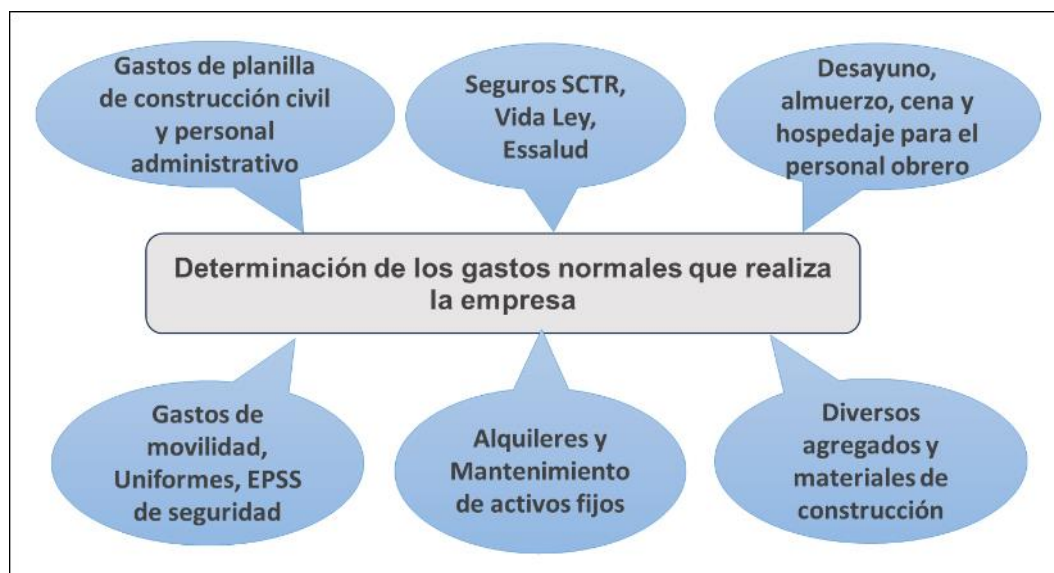 Gastos de planilla
de construcción civil
y personal
administrativo
Seguros SCTR,
Vida Ley,
Essalud
Desayuno,
almuerzo, cena y
hospedaje para el
personal obrero
Determinación de los gastos normales que realiza
la empresa
Gastos de
movilidad,
Uniformes, EPSS
de seguridad
Alquileres y
Mantenimiento
de activos fijos
Diversos
agregados y
materiales de
construcción